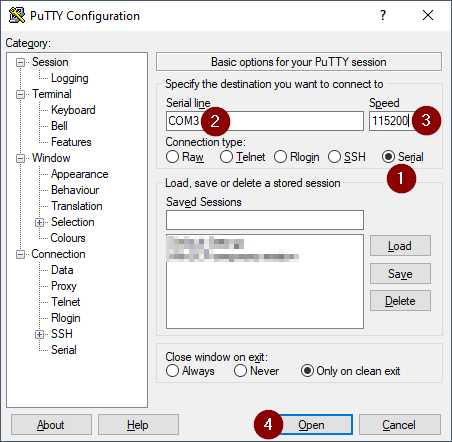 PuTTY Configuration
? ×
Category:
Session
Logging
Terminal
Keyboard
Bell
Features
Window
Appearance
Behaviour
Translation
Selection
Colours
Connection
Data
Proxy
Telnet
Rlogin
SSH
Serial
Basic options for your PuTTY session
Specify the destination you want to connect to
Serial line Speed
COM3 2 115200 3
Connection type:
Raw Telnet Rlogin SSH Serial
1
Load, save or delete a stored session
Saved Sessions
Load
Save
Delete
Close window on exit:
Always Never Only on clean exit
About Help 4 Open Cancel